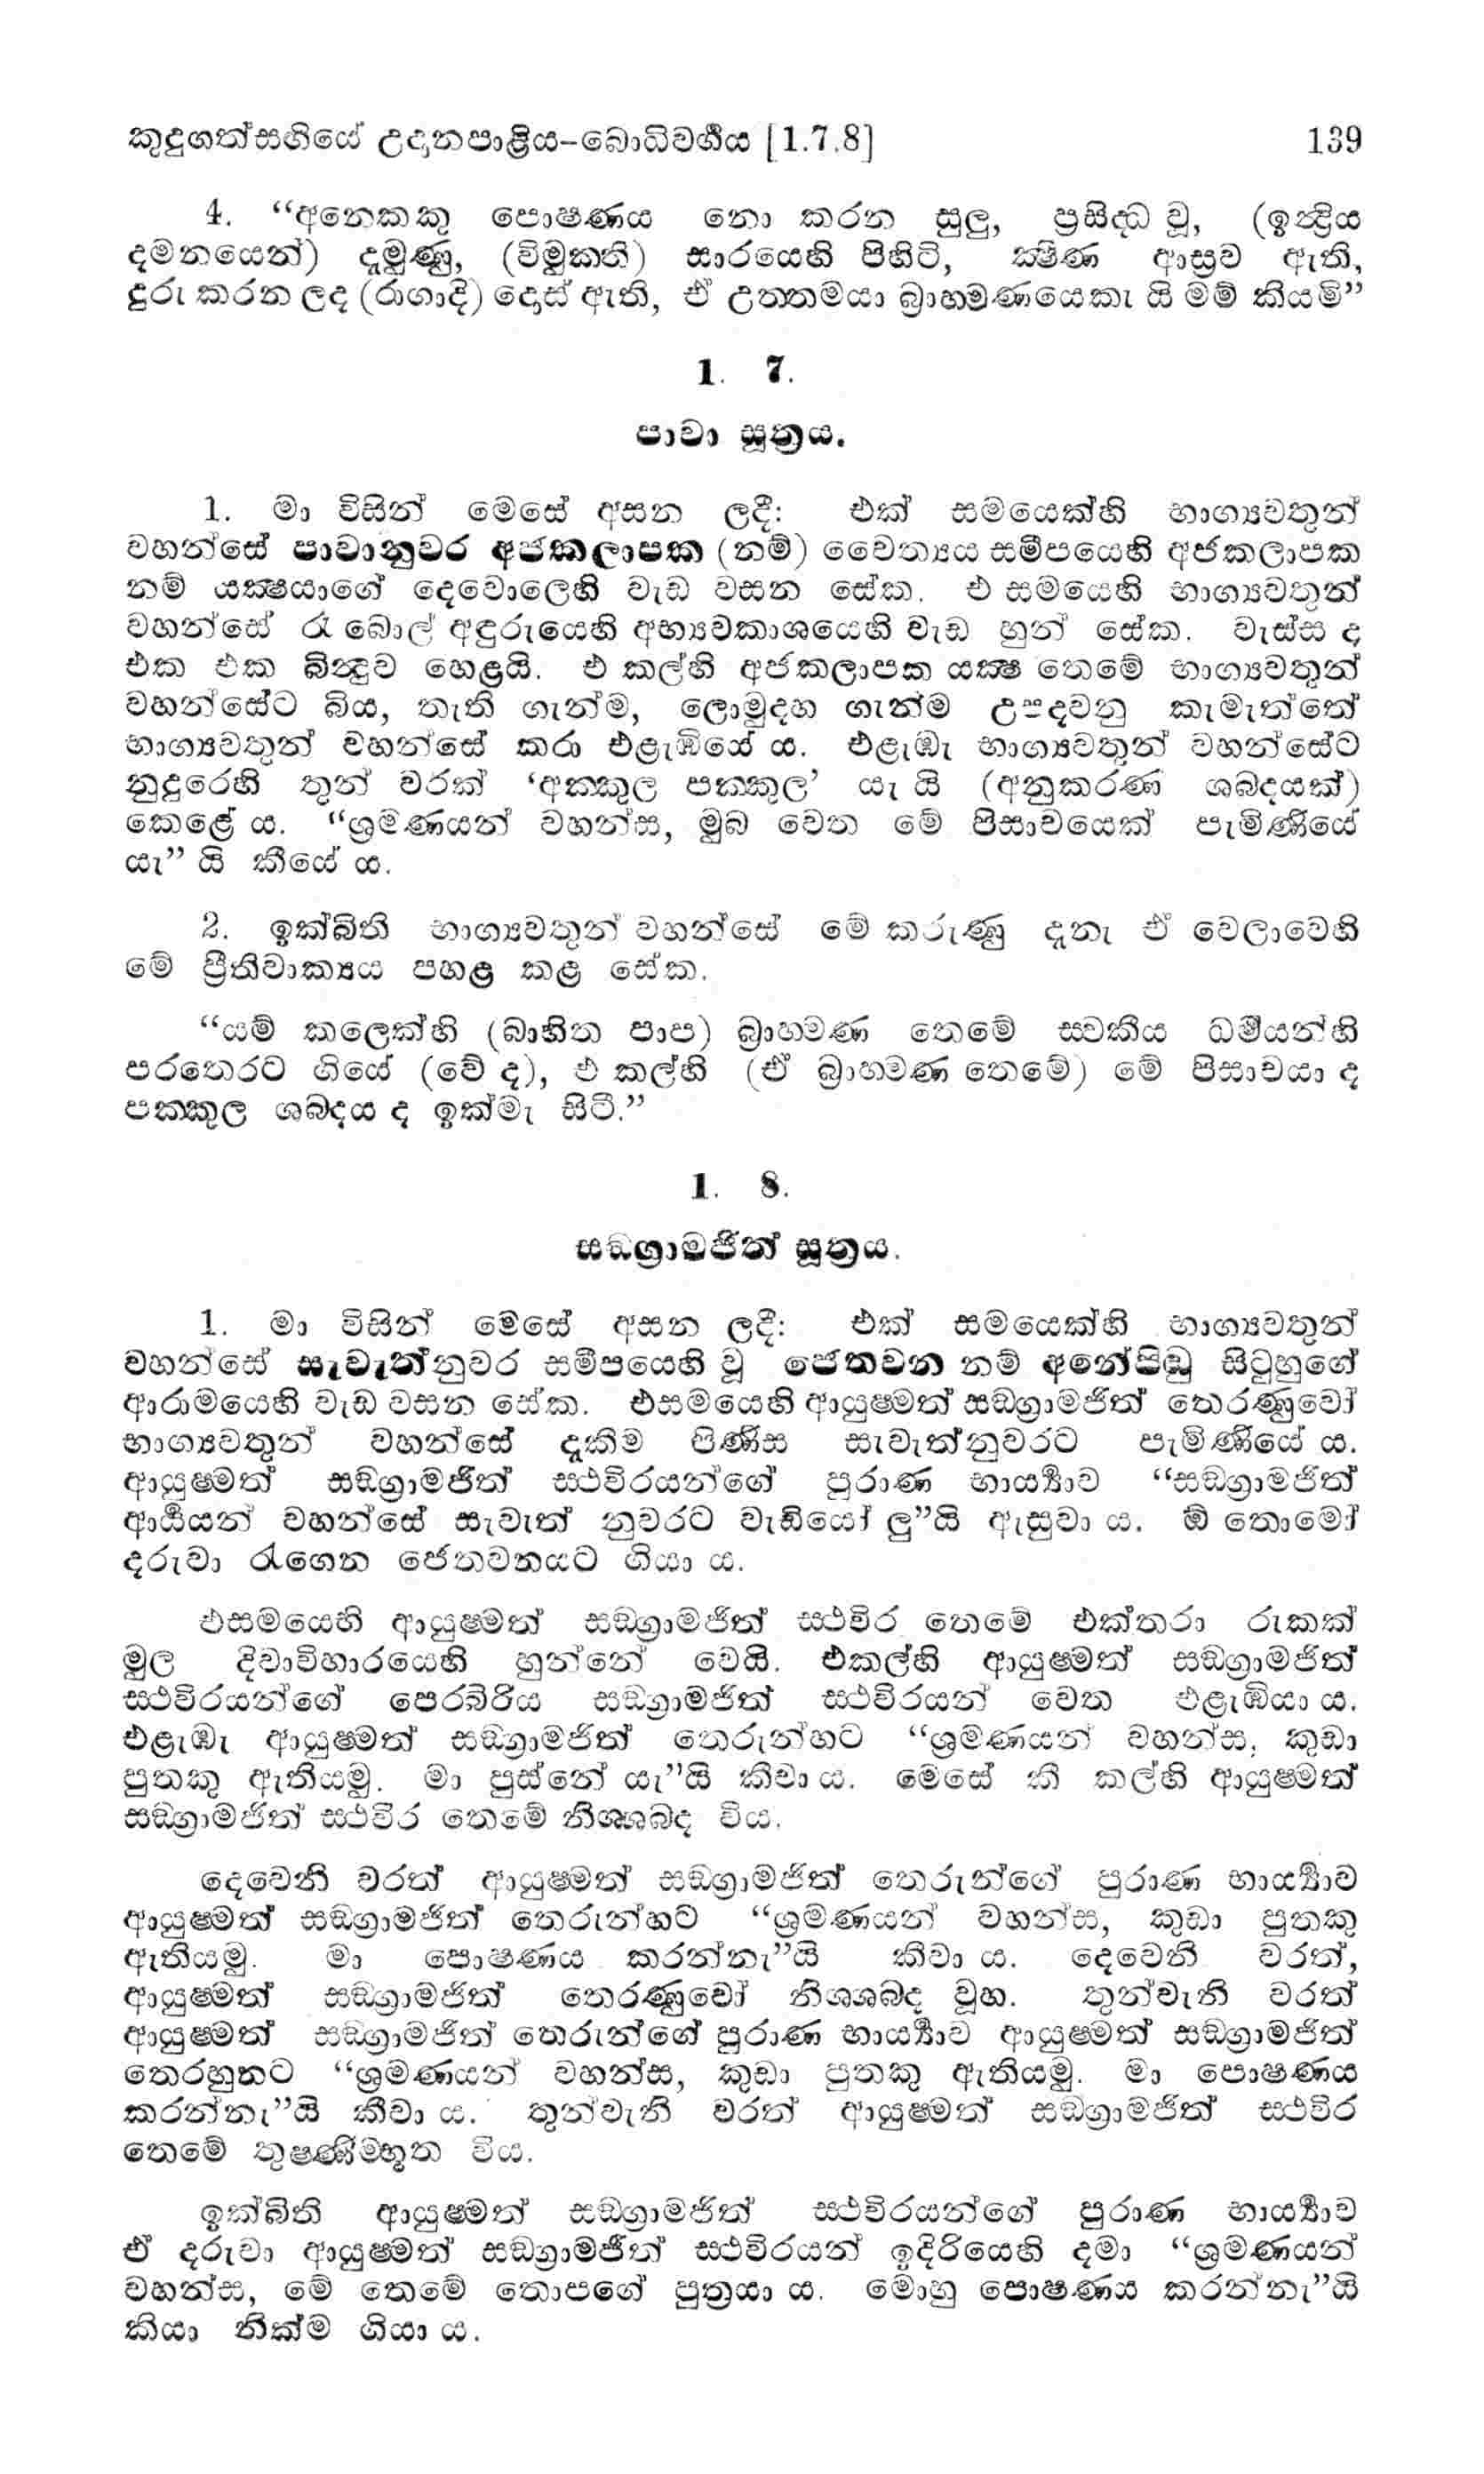 කුදුගත්සඟියේ උදානපාළිය-බොධිවර්‍ගය [1.7.8] 139
4. “අනෙකකු පොෂණය නො කරන සුලු, ප්‍රසිද්ධ වූ, (ඉන්‍ද්‍රිය
දමනයෙන්) දැමුණු, (විමුක්ති) සාරයෙහි පිහිටි, ක්‍ෂීණ ආස්‍රව ඇති,
දුරු කරන ලද (රාගාදි) දොස් ඇති, ඒ උත්තමයා බ්‍රාහ්මණයෙකැ යි මම් කියමි”
1. 7.
පාවා සූත්‍රය.
1. මා විසින් මෙසේ අසන ලදී: එක් සමයෙක්හි භාග්‍යවතුන්
වහන්සේ පාවානුවර අජකලාපක (නම්) චෛත්‍යය සමීපයෙහි අජකලාපක
නම් යක්‍ෂයාගේ දෙවොලෙහි වැඩ වසන සේක. එ සමයෙහි භාග්‍යවතුන්
වහන්සේ රෑ බොල් අඳුරුයෙහි අභ්‍යවකාශයෙහි වැඩ හුන් සේක. වැස්ස ද
එක එක බින්‍දුව හෙළයි. එ කල්හි අජකලාපක යක්‍ෂ තෙමේ භාග්‍යවතුන්
වහන්සේට බිය, තැති ගැන්ම, ලොමුදහ ගැන්ම උපදවනු කැමැත්තේ
භාග්‍යවතුන් වහන්සේ කරා එළැඹියේ ය. එළැඹැ භාග්‍යවතුන් වහන්සේට
නුදුරෙහි තුන් වරක් ‘අක්කුල පක්කුල’ යැ යි (අනුකරණ ශබ්දයක්)
කෙළේ ය. “ශ්‍රමණයන් වහන්ස, මුබ වෙත මේ පිසාචයෙක් පැමිණියේ
යැ” යි කීයේ ය.
2. ඉක්බිති භාග්‍යවතුන් වහන්සේ මේ කරුණු දැනැ ඒ වෙලාවෙහි
මේ ප්‍රීතිවාක්‍යය පහළ කළ සේක.
“යම් කලෙක්හි (බාහිත පාප) බ්‍රාහ්මණ තෙමේ ස්වකීය ධර්‍මයන්හි
පරතෙරට ගියේ (වේ ද), එ කල්හි (ඒ බ්‍රාහ්මණ තෙමේ) මේ පිසාචයා ද
පක්කුල ශබ්දය ද ඉක්මැ සිටී.”
1. 8.
සඞ්ග්‍රාමජිත් සූත්‍රය.
1. මා විසින් මෙසේ අසන ලදී: එක් සමයෙක්හි භාග්‍යවතුන්
වහන්සේ සැවැත්නුවර සමීපයෙහි වූ ජේතවන නම් අනේපිඬු සිටුහුගේ
ආරාමයෙහි වැඩ වසන සේක. එසමයෙහි ආයුෂ්මත් සඞ්ග්‍රාමජිත් තෙරණුවෝ
භාග්‍යවතුන් වහන්සේ දැකීම පිණිස සැවැත්නුවරට පැමිණියේ ය.
ආයුෂ්මත් සඞ්ග්‍රාමජිත් ස්ථවිරයන්ගේ පුරාණ භාර්‍ය්‍යාව “සඞ්ග්‍රාමජිත්
ආර්‍ය්‍යයන් වහන්සේ සැවැත් නුවරට වැඩියෝ ලු”යි ඇසුවා ය. ඕ තොමෝ
දරුවා රැගෙන ජේතවනයට ගියා ය.
එසමයෙහි ආයුෂ්මත් සඞ්ග්‍රාමජිත් ස්ථවිර තෙමේ එක්තරා රුකක්
මුල දිවාවිහාරයෙහි හුන්නේ වෙයි. එකල්හි ආයුෂ්මත් සඞ්ග්‍රාමජිත්
ස්ථවිරයන්ගේ පෙරබිරිය සඞ්ග්‍රාමජිත් ස්ථවිරයන් වෙත එළැඹියා ය.
එළැඹැ ආයුෂ්මත් සඞ්ග්‍රාමජිත් තෙරුන්හට “ශ්‍රමණයන් වහන්ස, කුඩා
පුතකු ඇතියමු. මා පුස්නේ යැ”යි කීවා ය. මෙසේ කී කල්හි ආයුෂ්මත්
සඞ්ග්‍රාමජිත් ස්ථවිර තෙමේ නිශ්ශබ්ද විය.
දෙවෙනි වරත් ආයුෂ්මත් සඞ්ග්‍රාමජිත් තෙරුන්ගේ පුරාණ භාර්‍ය්‍යාව
ආයුෂ්මත් සඞ්ග්‍රාමජිත් තෙරුන්හට “ශ්‍රමණයන් වහන්ස, කුඩා පුතකු
ඇතියමු. මා පොෂණය කරන්නැ”යි කීවා ය. දෙවෙනි වරත්,
ආයුෂ්මත් සඞ්ග්‍රාමජිත් තෙරණුවෝ නිශ්ශබ්ද වූහ. තුන්වැනි වරත්
ආයුෂ්මත් සඞ්ග්‍රාමජිත් තෙරුන්ගේ පුරාණ භාර්‍ය්‍යාව ආයුෂ්මත් සඞ්ග්‍රාමජිත්
තෙරහුනට “ශ්‍රමණයන් වහන්ස, කුඩා පුතකු ඇතියමු. මා පොෂණය
කරන්නැ”යි කීවා ය. තුන්වැනි වරත් ආයුෂ්මත් සඞ්ග්‍රාමජිත් ස්ථවිර
තෙමේ තුෂ්ණීම්භූත විය.
ඉක්බිති ආයුෂ්මත් සඞ්ග්‍රාමජිත් ස්ථවිරයන්ගේ පුරාණ භාර්‍ය්‍යාව
ඒ දරුවා ආයුෂ්මත් සඞ්ග්‍රාමජිත් ස්ථවිරයන් ඉදිරියෙහි දමා “ශ්‍රමණයන්
වහන්ස, මේ තෙමේ තොපගේ පුත්‍රයා ය. මොහු පොෂණය කරන්නැ”යි
කියා නික්ම ගියා ය.